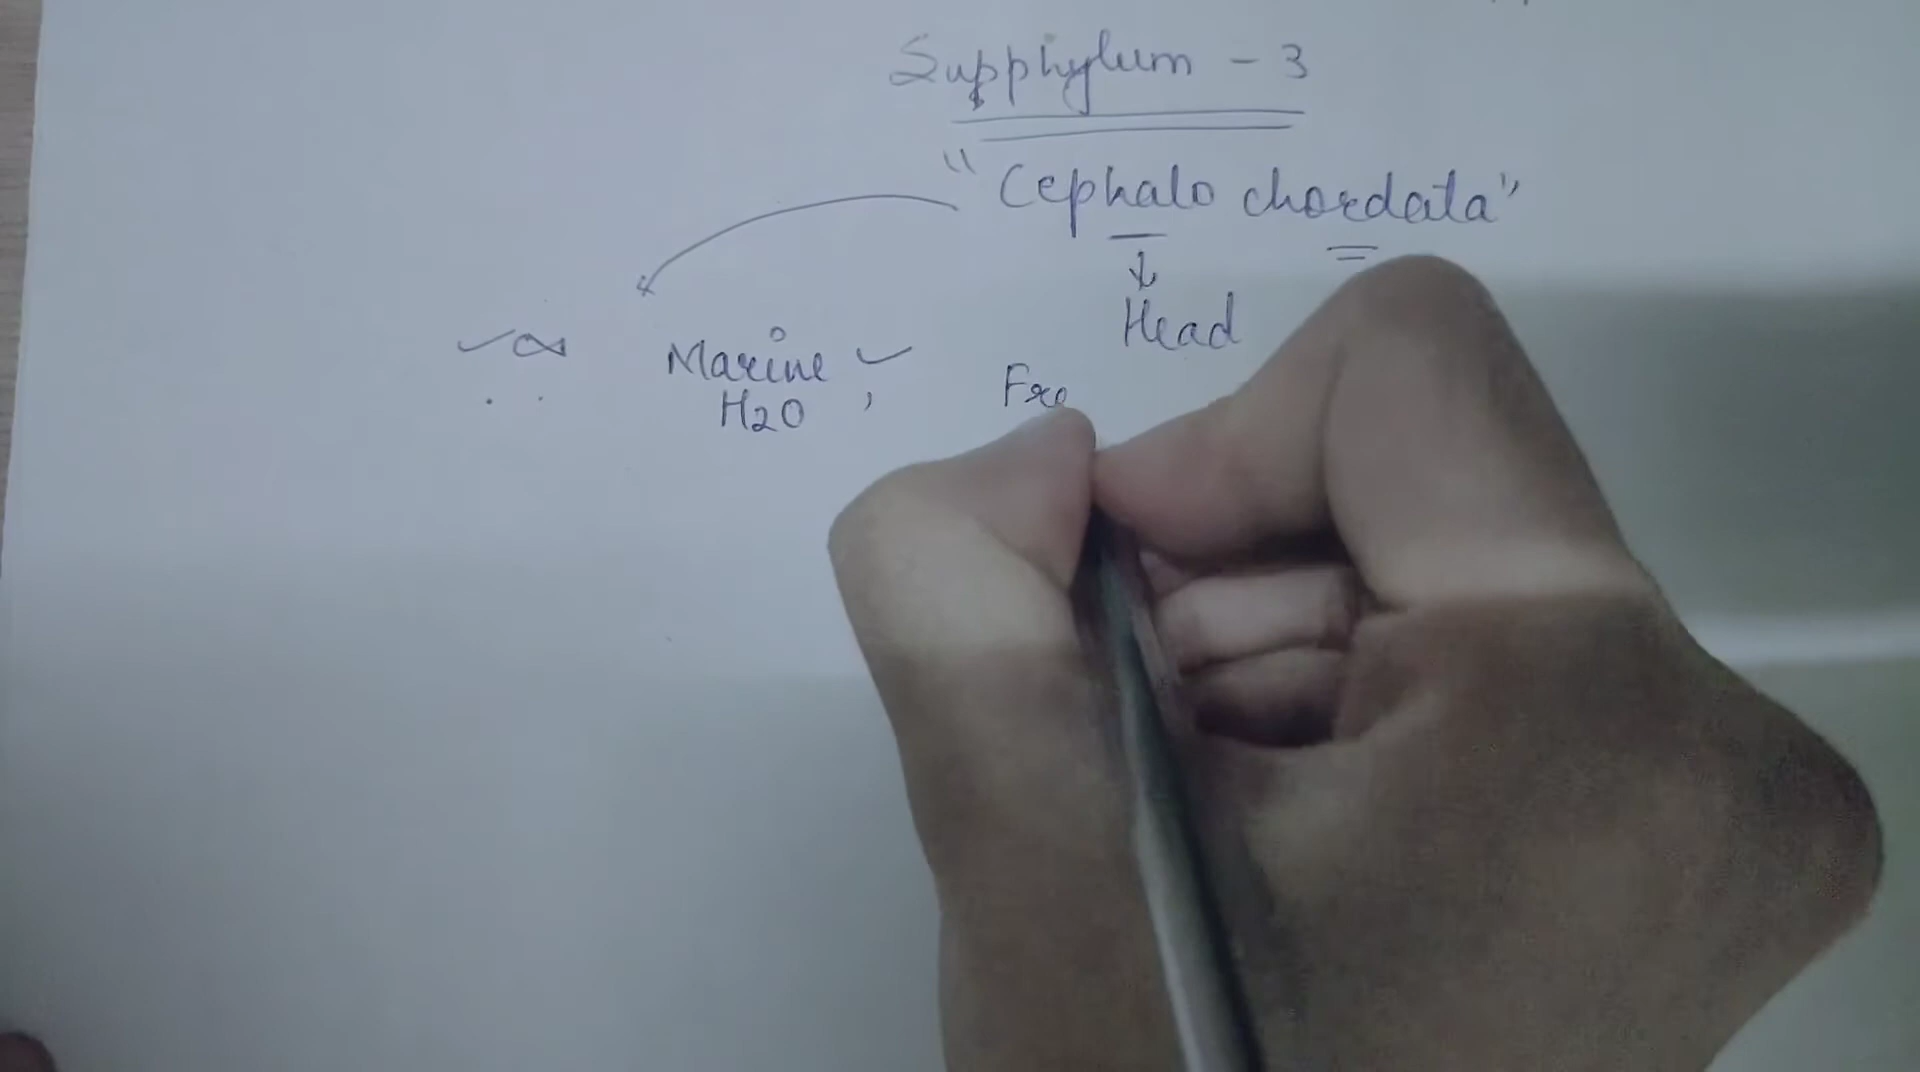 Supphylum - 3
"Cephalo chordata"
Head
Marine
H2O , Fre